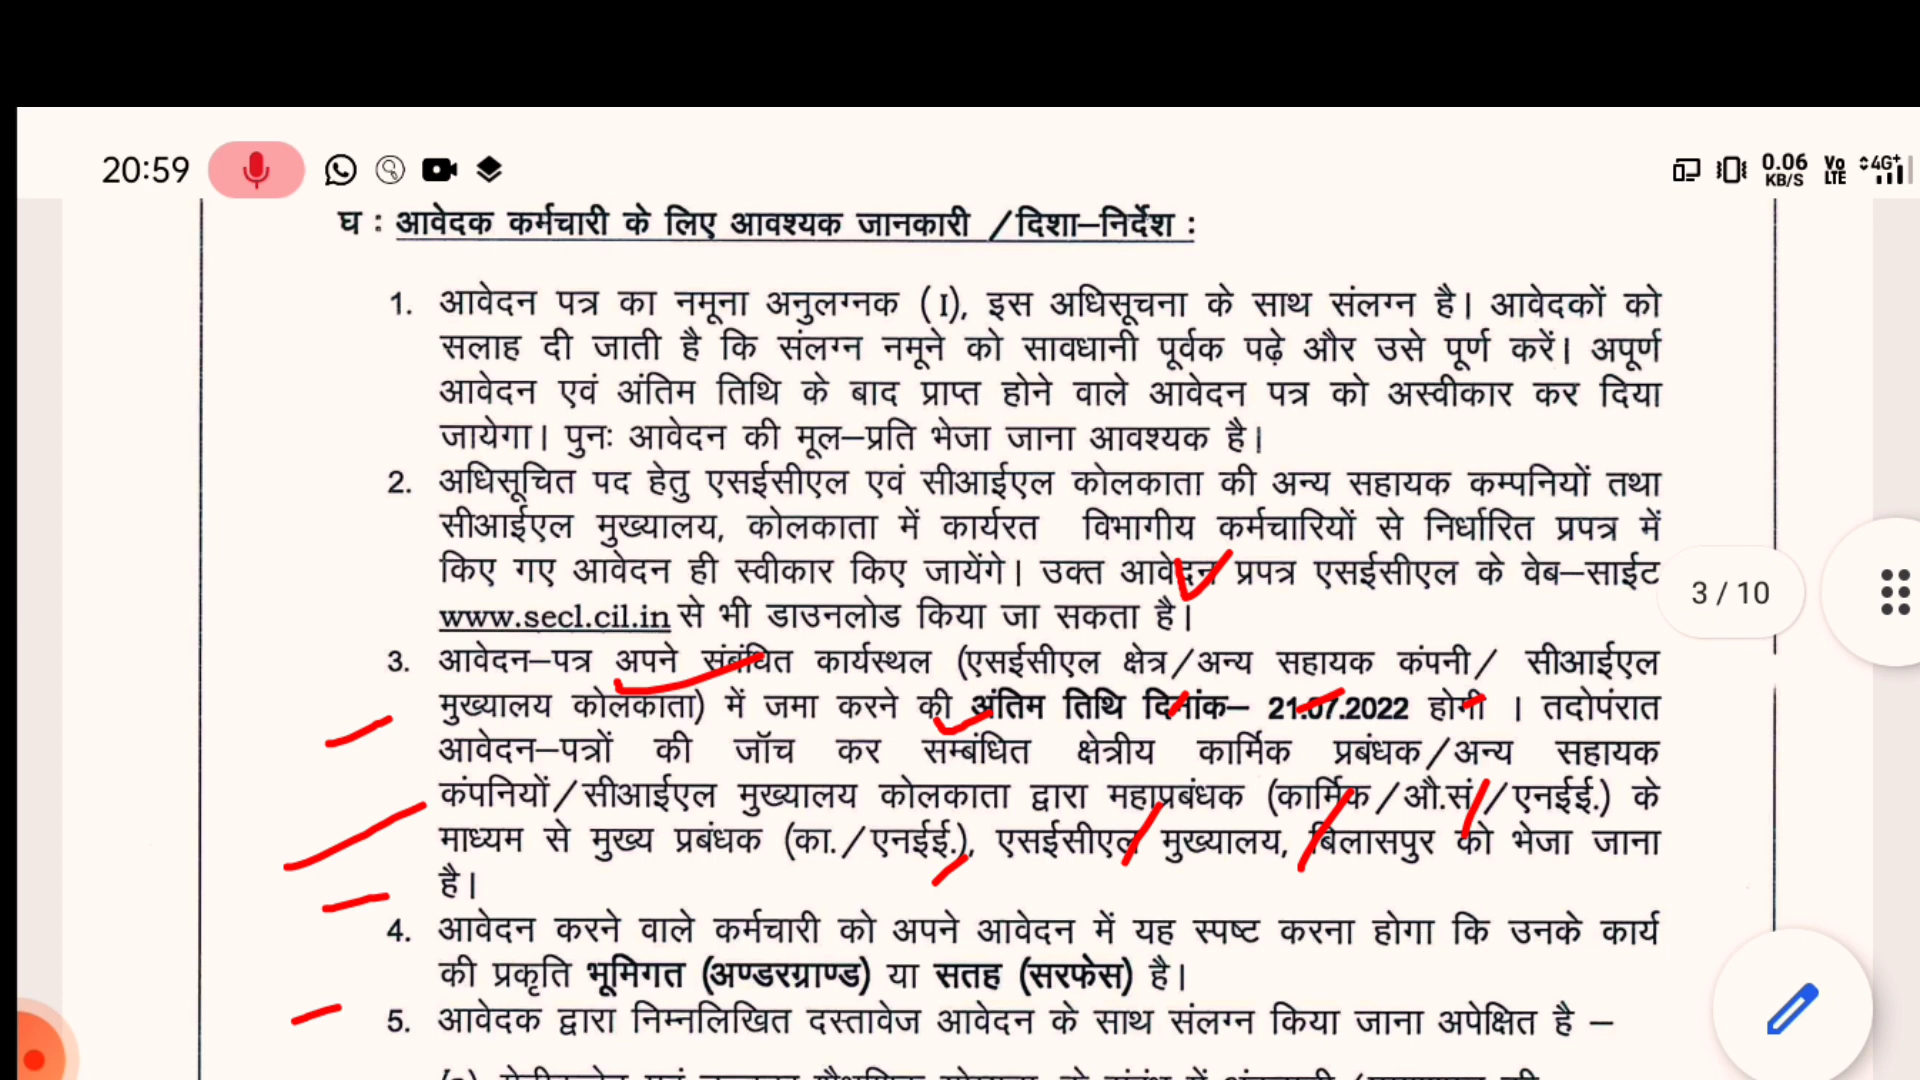 20:59
0.06 KB/S Vo LTE 4G+
घ : आवेदक कर्मचारी के लिए आवश्यक जानकारी /दिशा–निर्देश :
1. आवेदन पत्र का नमूना अनुलग्नक (I), इस अधिसूचना के साथ संलग्न है। आवेदकों को
सलाह दी जाती है कि संलग्न नमूने को सावधानी पूर्वक पढ़े और उसे पूर्ण करें। अपूर्ण
आवेदन एवं अंतिम तिथि के बाद प्राप्त होने वाले आवेदन पत्र को अस्वीकार कर दिया
जायेगा। पुनः आवेदन की मूल–प्रति भेजा जाना आवश्यक है।
2. अधिसूचित पद हेतु एसईसीएल एवं सीआईएल कोलकाता की अन्य सहायक कम्पनियों तथा
सीआईएल मुख्यालय, कोलकाता में कार्यरत विभागीय कर्मचारियों से निर्धारित प्रपत्र में
किए गए आवेदन ही स्वीकार किए जायेंगे। उक्त आवेदन प्रपत्र एसईसीएल के वेब–साईट
www.secl.cil.in से भी डाउनलोड किया जा सकता है।
3 / 10
3. आवेदन–पत्र अपने संबंधित कार्यस्थल (एसईसीएल क्षेत्र/अन्य सहायक कंपनी/ सीआईएल
मुख्यालय कोलकाता) में जमा करने की अंतिम तिथि दिनांक– 21.07.2022 होगी । तदोपंरात
आवेदन–पत्रों की जॉच कर सम्बंधित क्षेत्रीय कार्मिक प्रबंधक/अन्य सहायक
कंपनियों/सीआईएल मुख्यालय कोलकाता द्वारा महाप्रबंधक (कार्मिक/औ.सं/एनईई.) के
माध्यम से मुख्य प्रबंधक (का./एनईई.), एसईसीएल मुख्यालय, बिलासपुर को भेजा जाना
है।
4. आवेदन करने वाले कर्मचारी को अपने आवेदन में यह स्पष्ट करना होगा कि उनके कार्य
की प्रकृति भूमिगत (अण्डरग्राण्ड) या सतह (सरफेस) है।
5. आवेदक द्वारा निम्नलिखित दस्तावेज आवेदन के साथ संलग्न किया जाना अपेक्षित है –